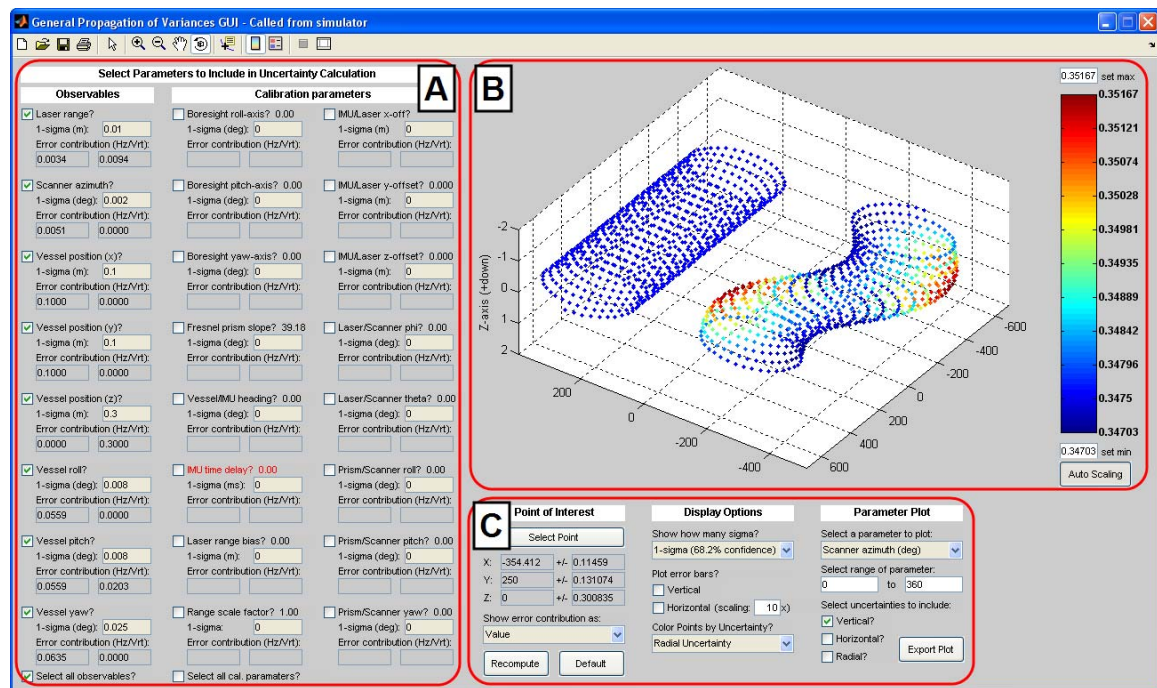 General Propagation of Variances GUI - Called from simulator
Select Parameters to Include in Uncertainty Calculation
A
Observables
Calibration parameters
Laser range?
1-sigma (m): 0.01
Error contribution (Hz/Vrt):
0.0034 0.0094
Scanner azimuth?
1-sigma (deg): 0.002
Error contribution (Hz/Vrt):
0.0051 0.0000
Vessel position (x)?
1-sigma (m): 0.1
Error contribution (Hz/Vrt):
0.1000 0.0000
Vessel position (y)?
1-sigma (m): 0.1
Error contribution (Hz/Vrt):
0.1000 0.0000
Vessel position (z)?
1-sigma (m): 0.3
Error contribution (Hz/Vrt):
0.0000 0.3000
Vessel roll?
1-sigma (deg): 0.008
Error contribution (Hz/Vrt):
0.0559 0.0000
Vessel pitch?
1-sigma (deg): 0.008
Error contribution (Hz/Vrt):
0.0559 0.0203
Vessel yaw?
1-sigma (deg): 0.025
Error contribution (Hz/Vrt):
0.0635 0.0000
Select all observables?
Boresight roll-axis? 0.00
1-sigma (deg): 0
Error contribution (Hz/Vrt):
Boresight pitch-axis? 0.00
1-sigma (deg): 0
Error contribution (Hz/Vrt):
Boresight yaw-axis? 0.00
1-sigma (deg): 0
Error contribution (Hz/Vrt):
Fresnel prism slope? 39.18
1-sigma (deg): 0
Error contribution (Hz/Vrt):
Vessel/IMU heading? 0.00
1-sigma (deg): 0
Error contribution (Hz/Vrt):
IMU time delay? 0.00
1-sigma (ms): 0
Error contribution (Hz/Vrt):
Laser range bias? 0.00
1-sigma (m): 0
Error contribution (Hz/Vrt):
Range scale factor? 1.00
1-sigma: 0
Error contribution (Hz/Vrt):
Select all cal. paramaters?
IMU/Laser x-off?
1-sigma (m) 0
Error contribution (Hz/Vrt):
IMU/Laser y-offset? 0.000
1-sigma (m): 0
Error contribution (Hz/Vrt):
IMU/Laser z-offset? 0.000
1-sigma (m): 0
Error contribution (Hz/Vrt):
Laser/Scanner phi? 0.00
1-sigma (deg): 0
Error contribution (Hz/Vrt):
Laser/Scanner theta? 0.00
1-sigma (deg): 0
Error contribution (Hz/Vrt):
Prism/Scanner roll? 0.00
1-sigma (deg): 0
Error contribution (Hz/Vrt):
Prism/Scanner pitch? 0.00
1-sigma (deg): 0
Error contribution (Hz/Vrt):
Prism/Scanner yaw? 0.00
1-sigma (deg): 0
Error contribution (Hz/Vrt):
B
Z-axis (+down)
-2
-1
0
1
2
200
0
-200
-400
600
400
200
0
-200
-400
-600
0.35167 set max
0.35167
0.35121
0.35074
0.35028
0.34981
0.34935
0.34889
0.34842
0.34796
0.3475
0.34703
0.34703 set min
Auto Scaling
C
Point of Interest
Select Point
X: -354.412 +/- 0.11459
Y: 250 +/- 0.131074
Z: 0 +/- 0.300835
Show error contribution as:
Value
Recompute Default
Display Options
Show how many sigma?
1-sigma (68.2% confidence)
Plot error bars?
Vertical
Horizontal (scaling: 10 x)
Color Points by Uncertainty?
Radial Uncertainty
Parameter Plot
Select a parameter to plot:
Scanner azimuth (deg)
Select range of parameter:
0 to 360
Select uncertainties to include:
Vertical?
Horizontal?
Radial?
Export Plot